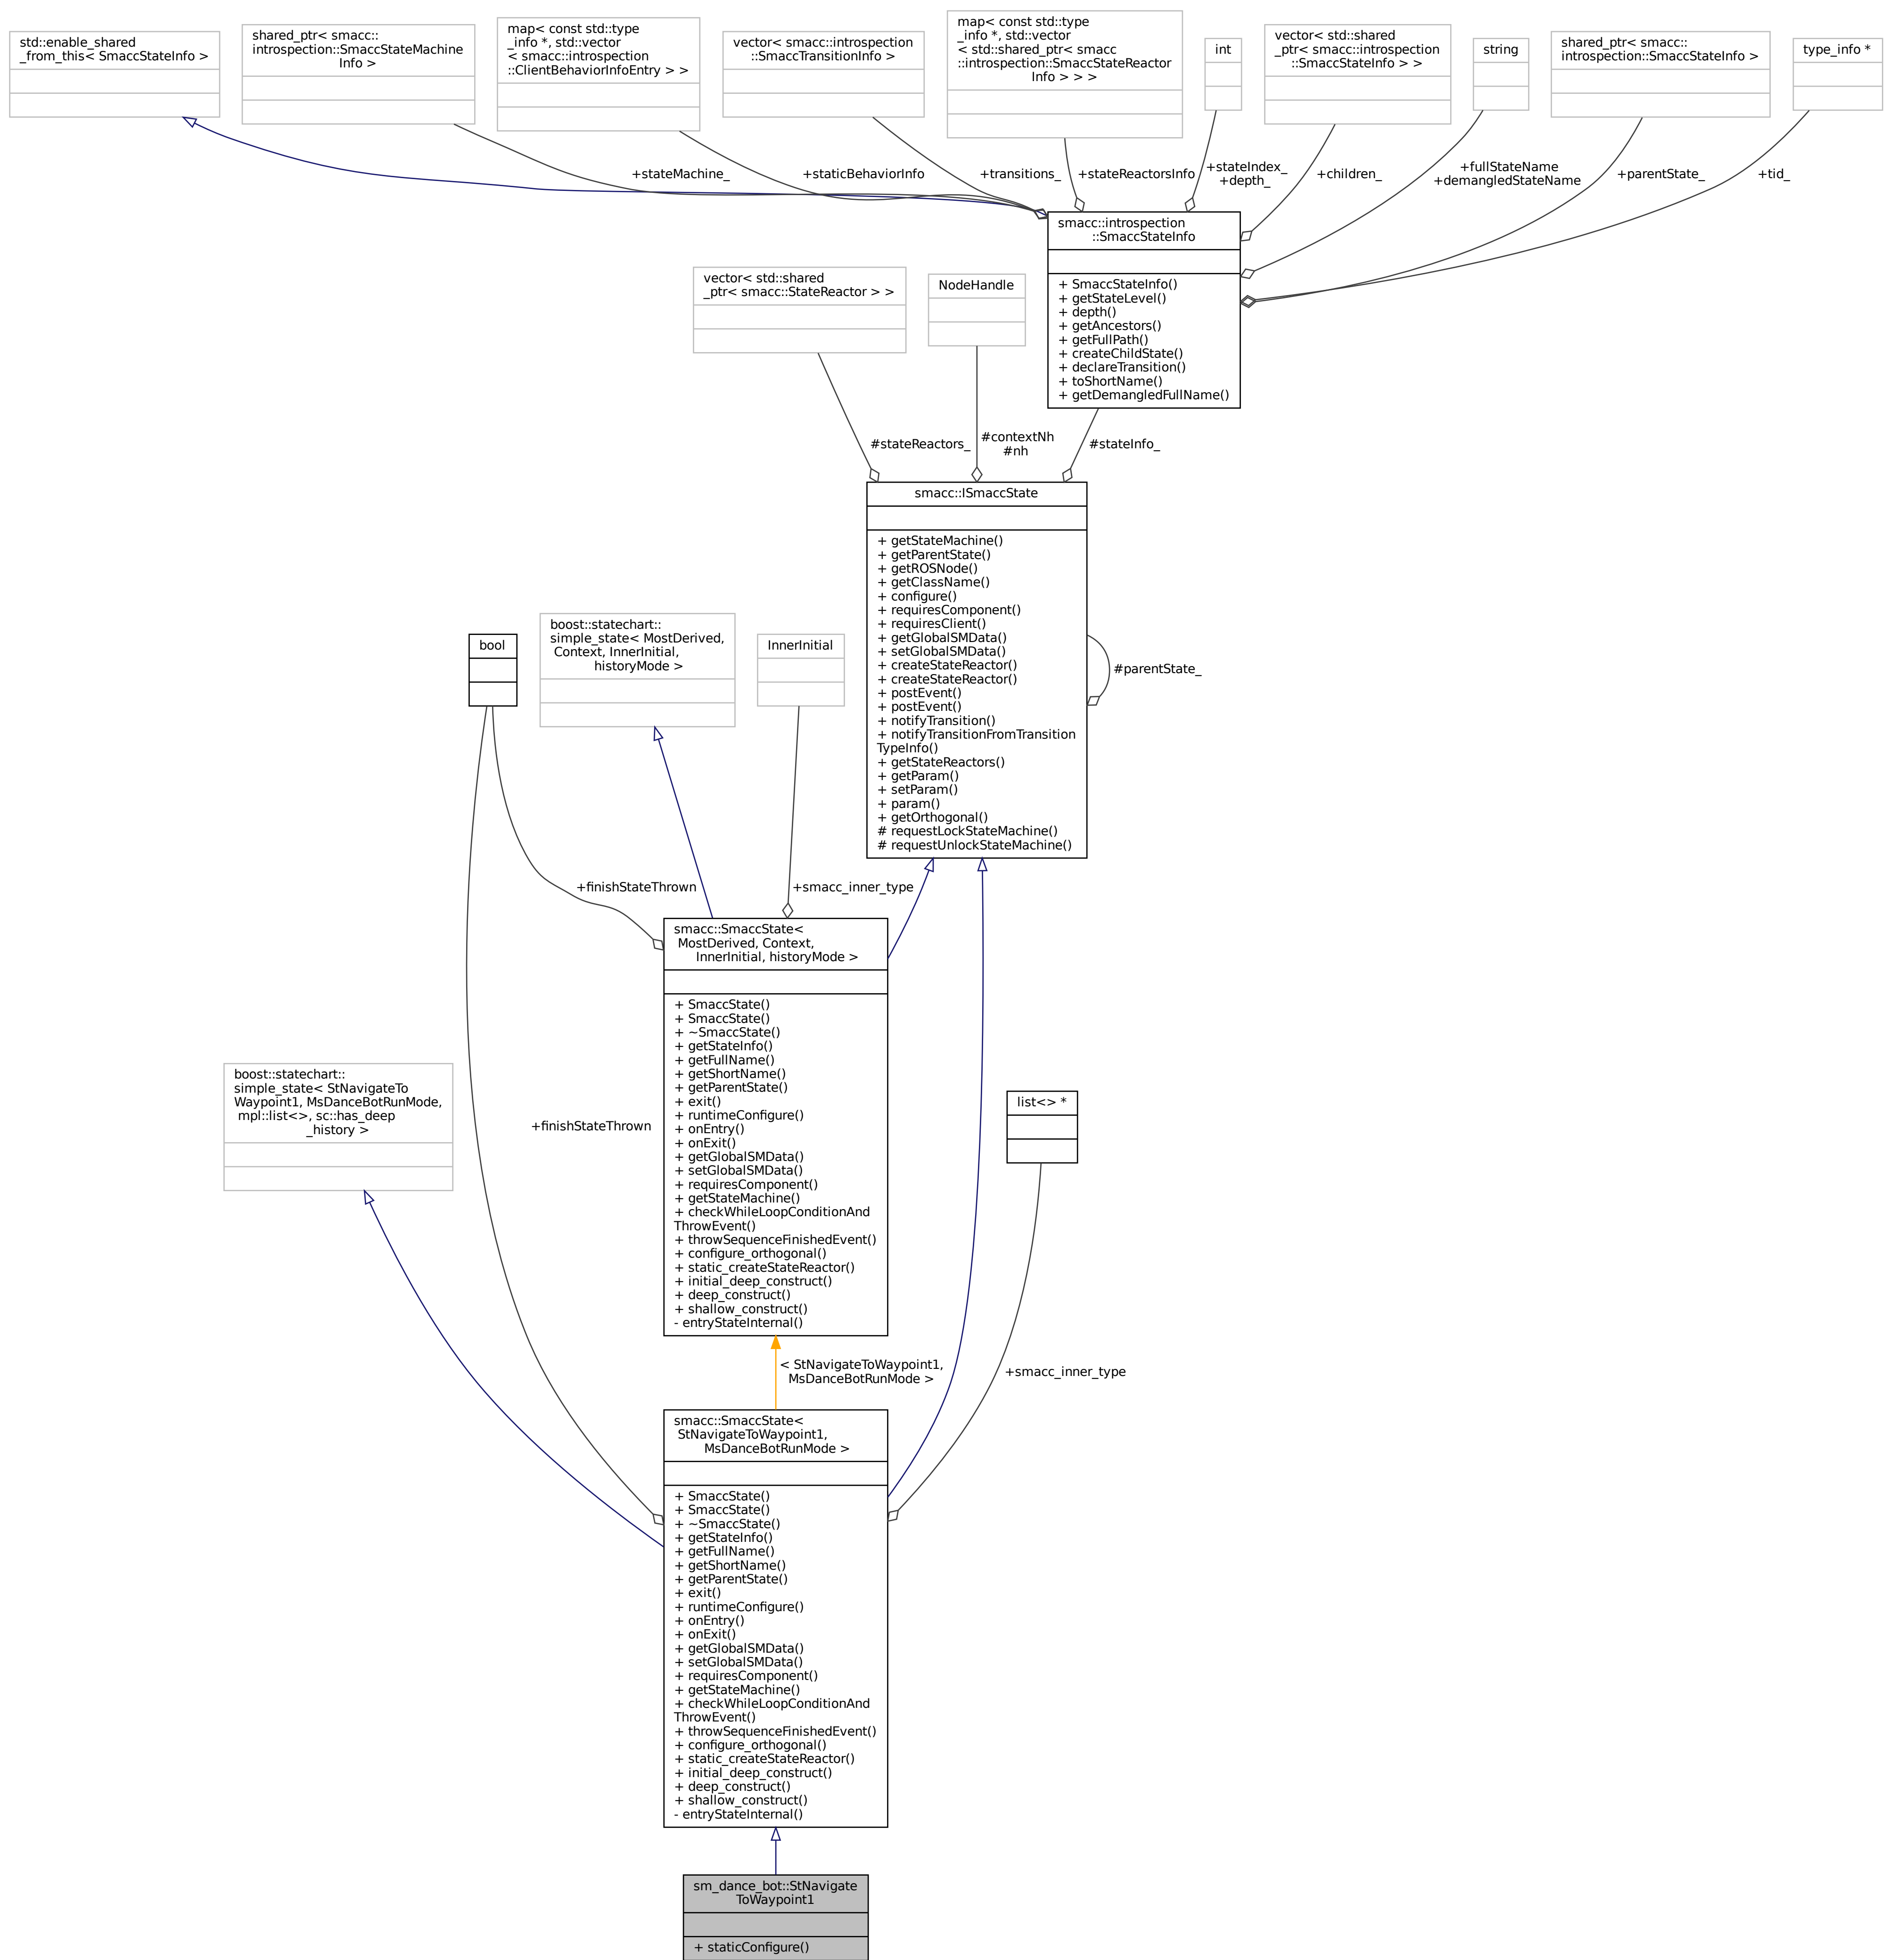 std::enable_shared
_from_this< SmaccStateInfo >
shared_ptr< smacc::
introspection::SmaccStateMachine
Info >
map< const std::type
_info *, std::vector
< smacc::introspection
::ClientBehaviorInfoEntry > >
vector< smacc::introspection
::SmaccTransitionInfo >
map< const std::type
_info *, std::vector
< std::shared_ptr< smacc
::introspection::SmaccStateReactor
Info > > >
int
vector< std::shared
_ptr< smacc::introspection
::SmaccStateInfo > >
string
shared_ptr< smacc::
introspection::SmaccStateInfo >
type_info *
+stateMachine_
+staticBehaviorInfo
+transitions_
+stateReactorsInfo
+stateIndex_
+depth_
+children_
+fullStateName
+demangledStateName
+parentState_
+tid_
smacc::introspection
::SmaccStateInfo
+ SmaccStateInfo()
+ getStateLevel()
+ depth()
+ getAncestors()
+ getFullPath()
+ createChildState()
+ declareTransition()
+ toShortName()
+ getDemangledFullName()
vector< std::shared
_ptr< smacc::StateReactor > >
NodeHandle
#stateReactors_
#contextNh
#nh
#stateInfo_
smacc::ISmaccState
+ getStateMachine()
+ getParentState()
+ getROSNode()
+ getClassName()
+ configure()
+ requiresComponent()
+ requiresClient()
+ getGlobalSMData()
+ setGlobalSMData()
+ createStateReactor()
+ createStateReactor()
+ postEvent()
+ postEvent()
+ notifyTransition()
+ notifyTransitionFromTransition
TypeInfo()
+ getStateReactors()
+ getParam()
+ setParam()
+ param()
+ getOrthogonal()
# requestLockStateMachine()
# requestUnlockStateMachine()
#parentState_
bool
boost::statechart::
simple_state< MostDerived,
Context, InnerInitial,
historyMode >
InnerInitial
+finishStateThrown
+smacc_inner_type
smacc::SmaccState<
MostDerived, Context,
InnerInitial, historyMode >
+ SmaccState()
+ SmaccState()
+ ~SmaccState()
+ getStateInfo()
+ getFullName()
+ getShortName()
+ getParentState()
+ exit()
+ runtimeConfigure()
+ onEntry()
+ onExit()
+ getGlobalSMData()
+ setGlobalSMData()
+ requiresComponent()
+ getStateMachine()
+ checkWhileLoopConditionAnd
ThrowEvent()
+ throwSequenceFinishedEvent()
+ configure_orthogonal()
+ static_createStateReactor()
+ initial_deep_construct()
+ deep_construct()
+ shallow_construct()
- entryStateInternal()
boost::statechart::
simple_state< StNavigateTo
Waypoint1, MsDanceBotRunMode,
mpl::list<>, sc::has_deep
_history >
+finishStateThrown
list<> *
< StNavigateToWaypoint1,
MsDanceBotRunMode >
+smacc_inner_type
smacc::SmaccState<
StNavigateToWaypoint1,
MsDanceBotRunMode >
+ SmaccState()
+ SmaccState()
+ ~SmaccState()
+ getStateInfo()
+ getFullName()
+ getShortName()
+ getParentState()
+ exit()
+ runtimeConfigure()
+ onEntry()
+ onExit()
+ getGlobalSMData()
+ setGlobalSMData()
+ requiresComponent()
+ getStateMachine()
+ checkWhileLoopConditionAnd
ThrowEvent()
+ throwSequenceFinishedEvent()
+ configure_orthogonal()
+ static_createStateReactor()
+ initial_deep_construct()
+ deep_construct()
+ shallow_construct()
- entryStateInternal()
sm_dance_bot::StNavigate
ToWaypoint1
+ staticConfigure()